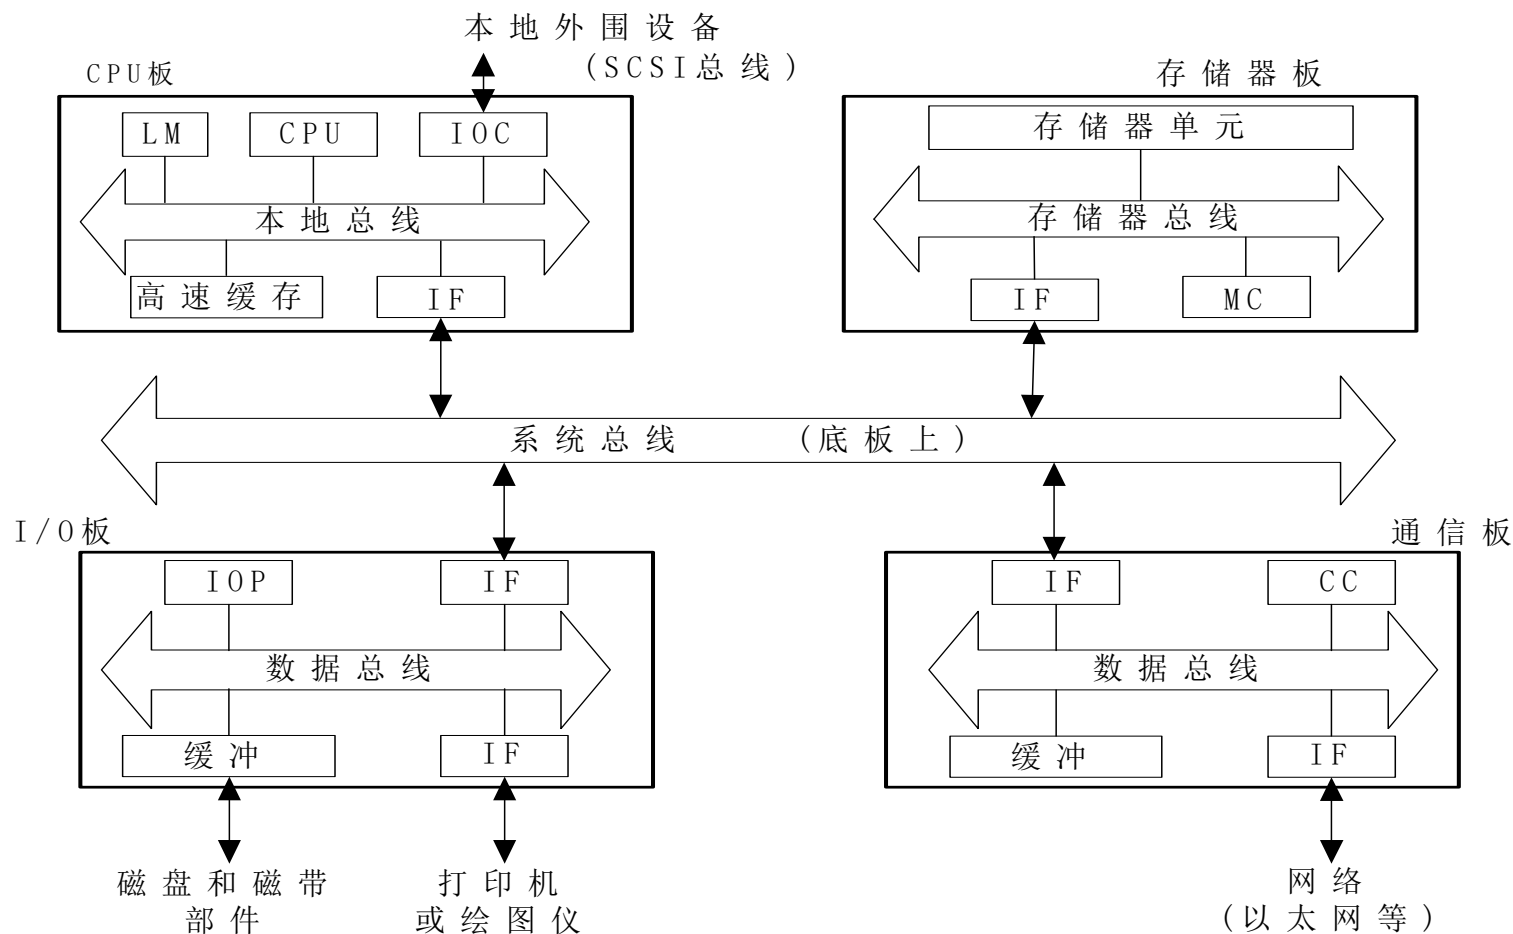 本地外围设备
(SCSI总线)
CPU板
存储器板
LM
CPU
IOC
存储器单元
本地总线
存储器总线
高速缓存
IF
IF
MC
系统总线 (底板上)
I/O板
通信板
IOP
IF
IF
CC
数据总线
数据总线
缓冲
IF
缓冲
IF
磁盘和磁带
部件
打印机
或绘图仪
网络
(以太网等)